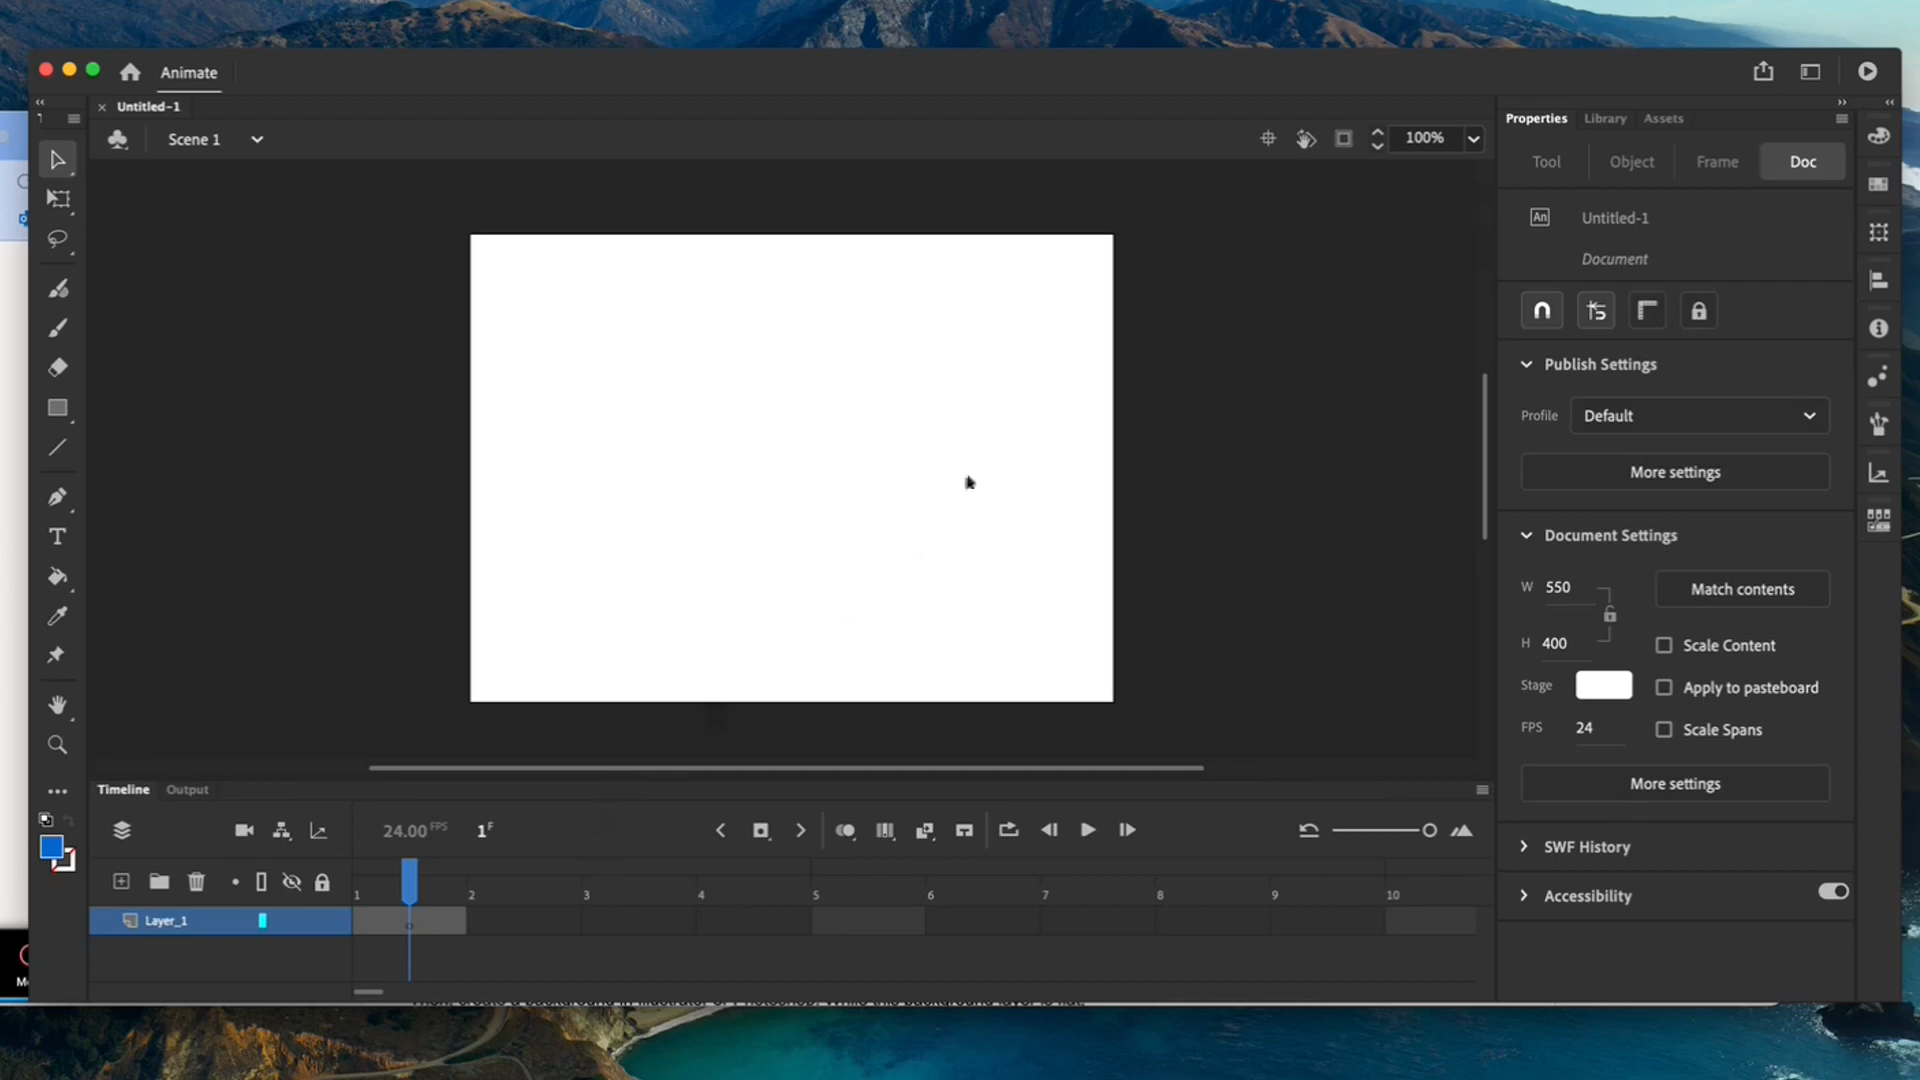 Animate
Untitled-1
Scene 1
100%
Properties Library Assets
Tool Object Frame Doc
An Untitled-1
Document
Publish Settings
Profile Default
More settings
Document Settings
W 550 Match contents
H 400 Scale Content
Stage Apply to pasteboard
FPS 24 Scale Spans
More settings
SWF History
Accessibility
Timeline Output
24.00 FPS 1 F
1 2 3 4 5 6 7 8 9 10
Layer_1